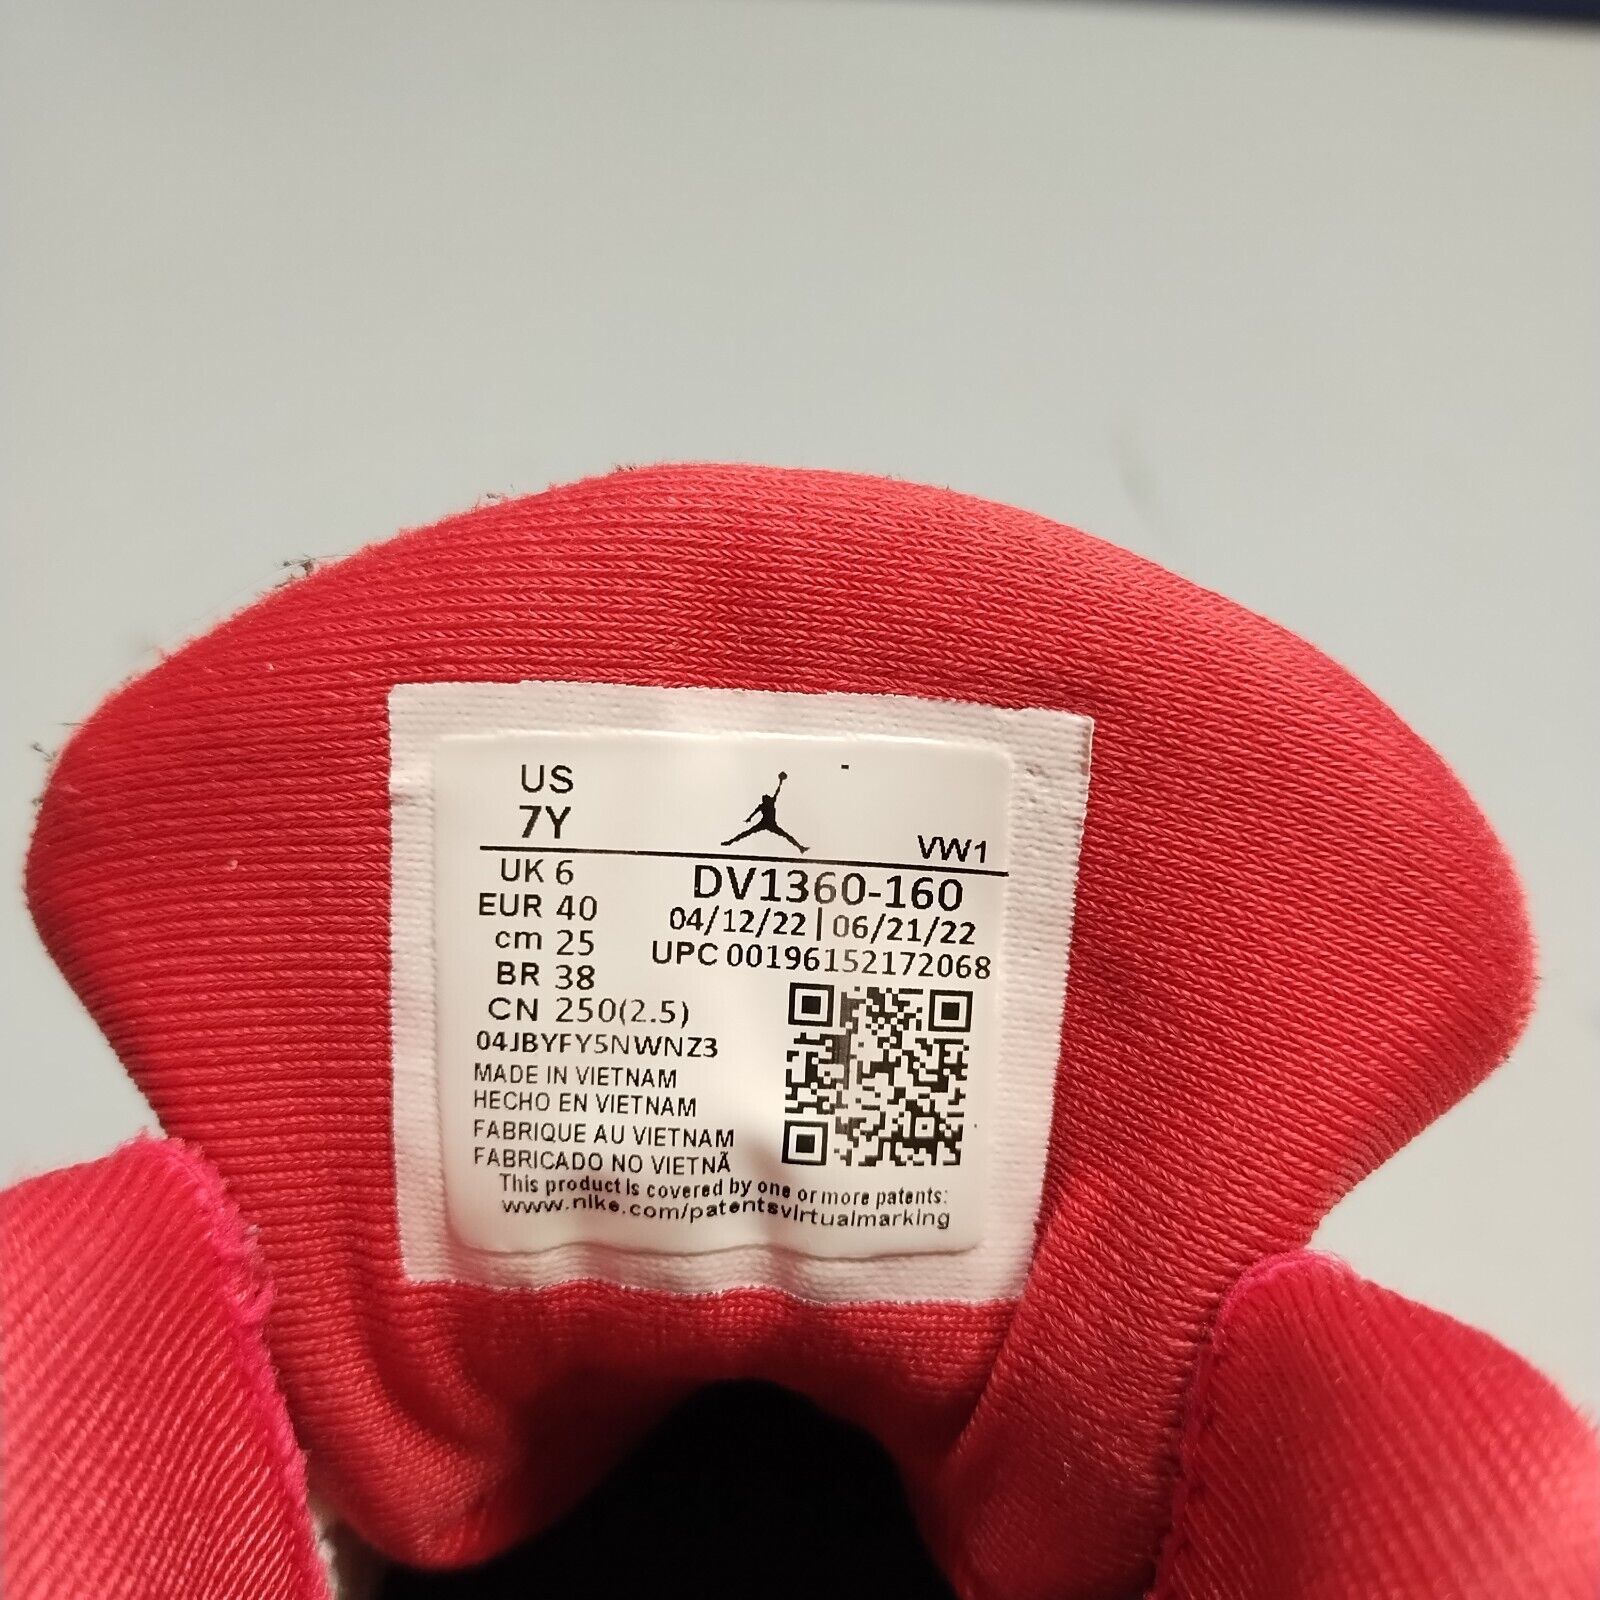 US
7Y
VW1
UK 6
EUR 40
cm 25
BR 38
CN 250(2.5)
DV1360-160
04/12/22 | 06/21/22
UPC 00196152172068
04JBYFY5NWNZ3
MADE IN VIETNAM
HECHO EN VIETNAM
FABRIQUE AU VIETNAM
FABRICADO NO VIETNÃ
This product is covered by one or more patents:
www.nike.com/patentsvirtualmarking